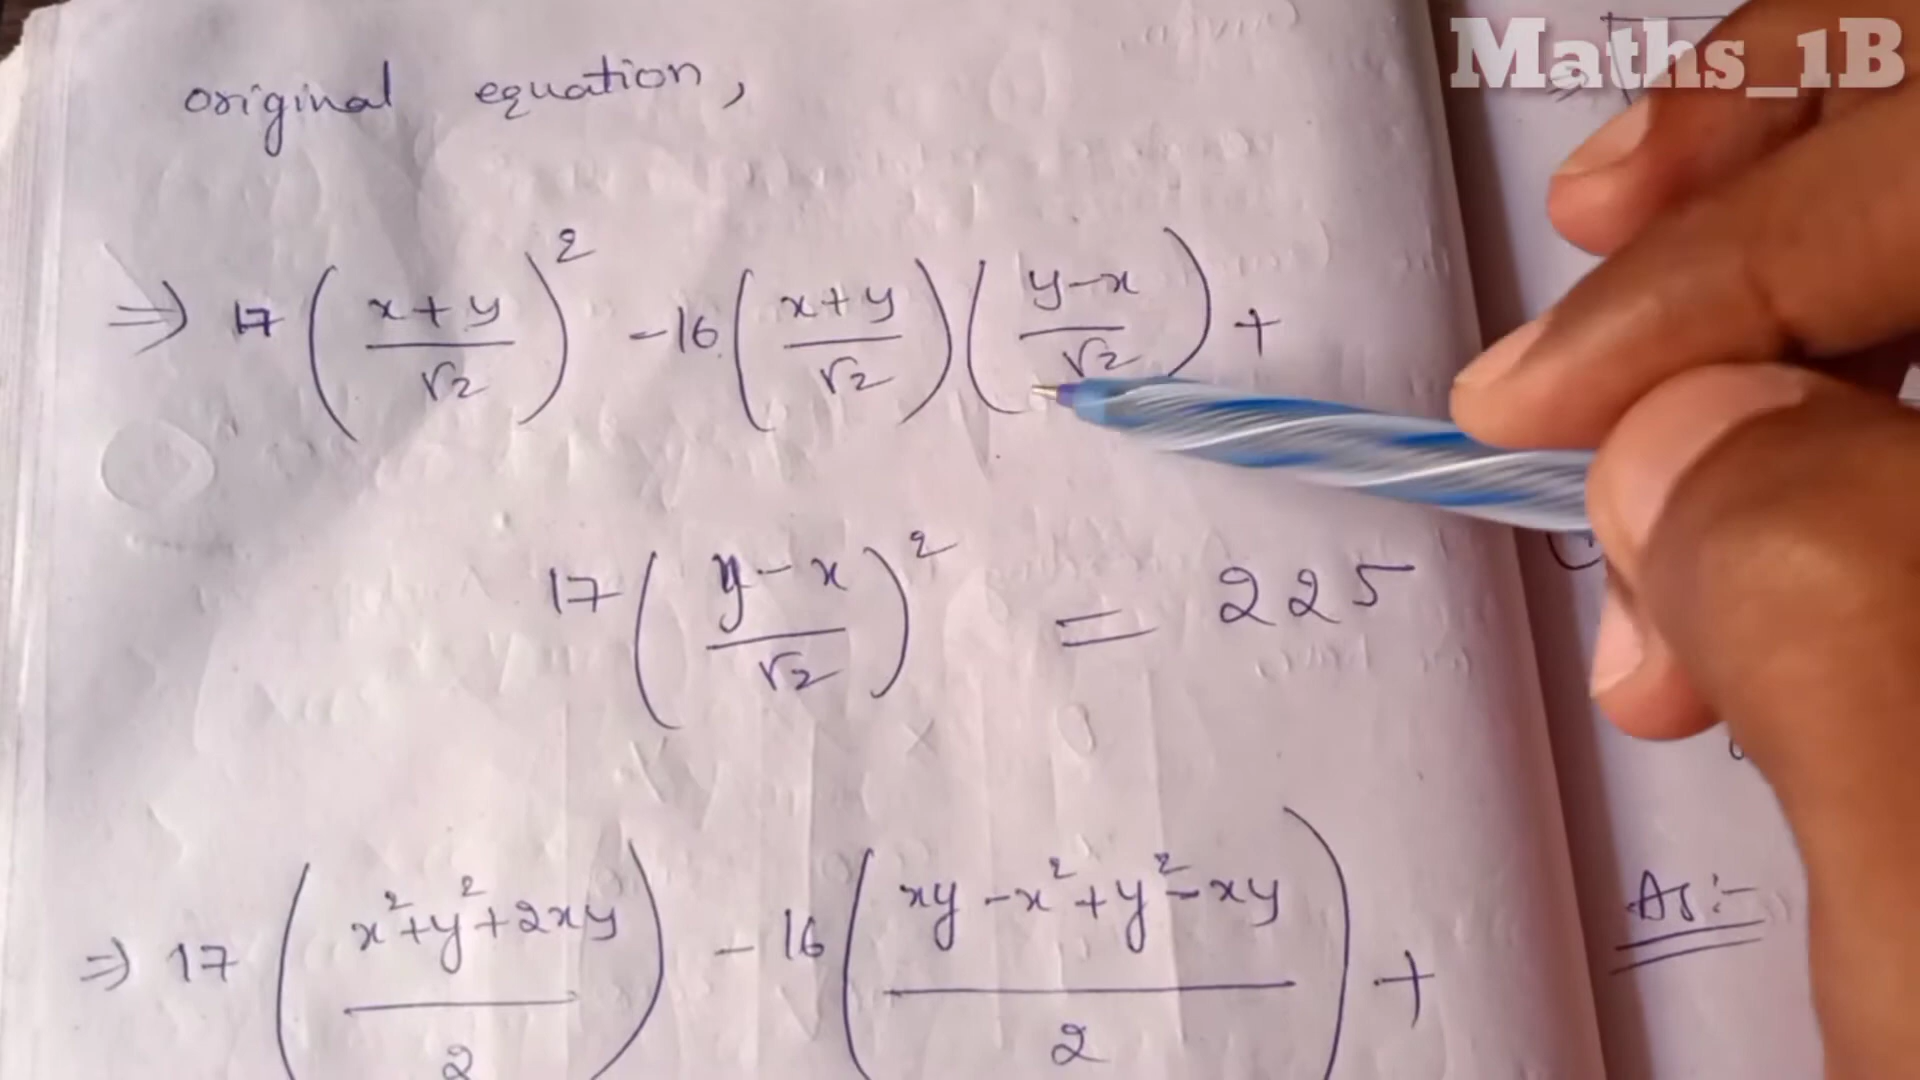 Maths_1B
original equation,
⇒ 17 (x+y/√2)² -16 (x+y/√2) (y-x/√2) +
17 (y-x/√2)² = 225
⇒ 17 (x²+y²+2xy/2) - 16 (xy-x²+y²-xy/2) +
As:-